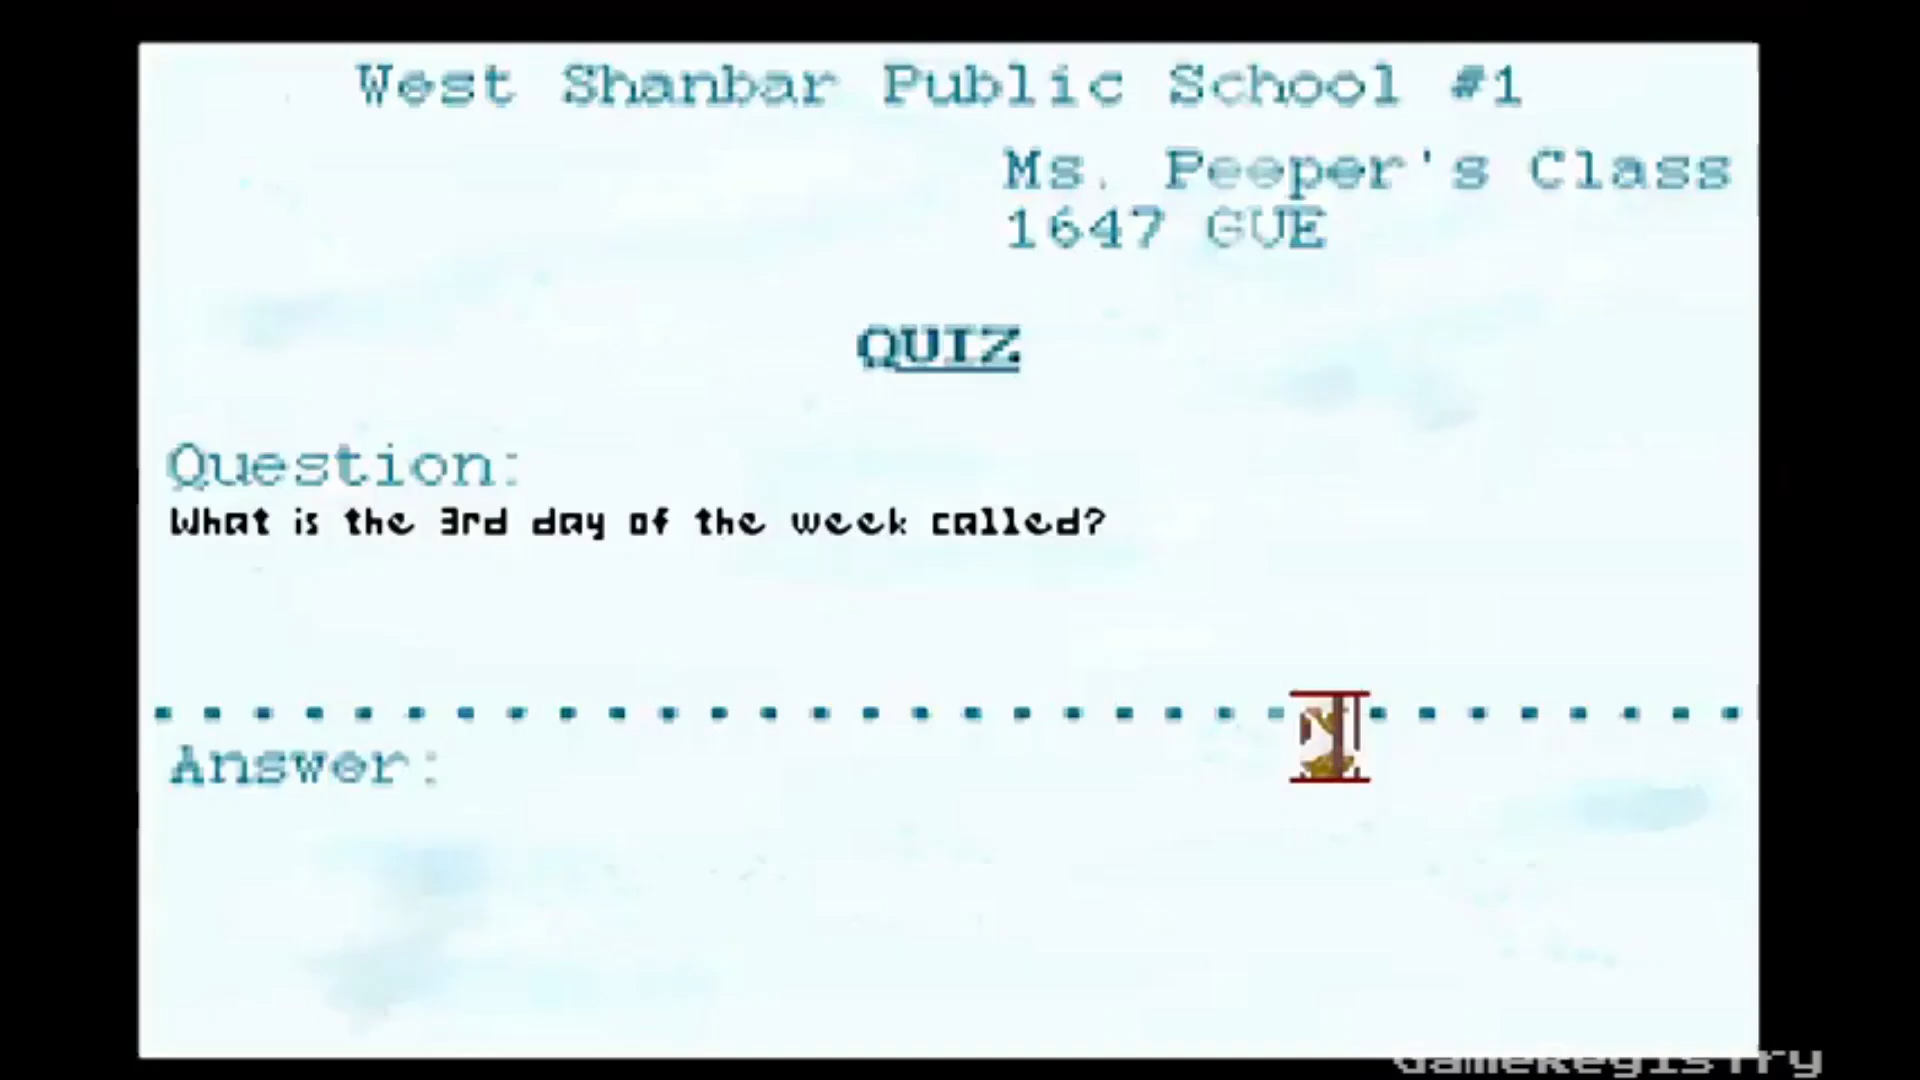 West Shanbar Public School #1
Ms. Peeper's Class
1647 GUE
QUIZ
Question:
What is the 3rd day of the week called?
Answer:
GameRegistry